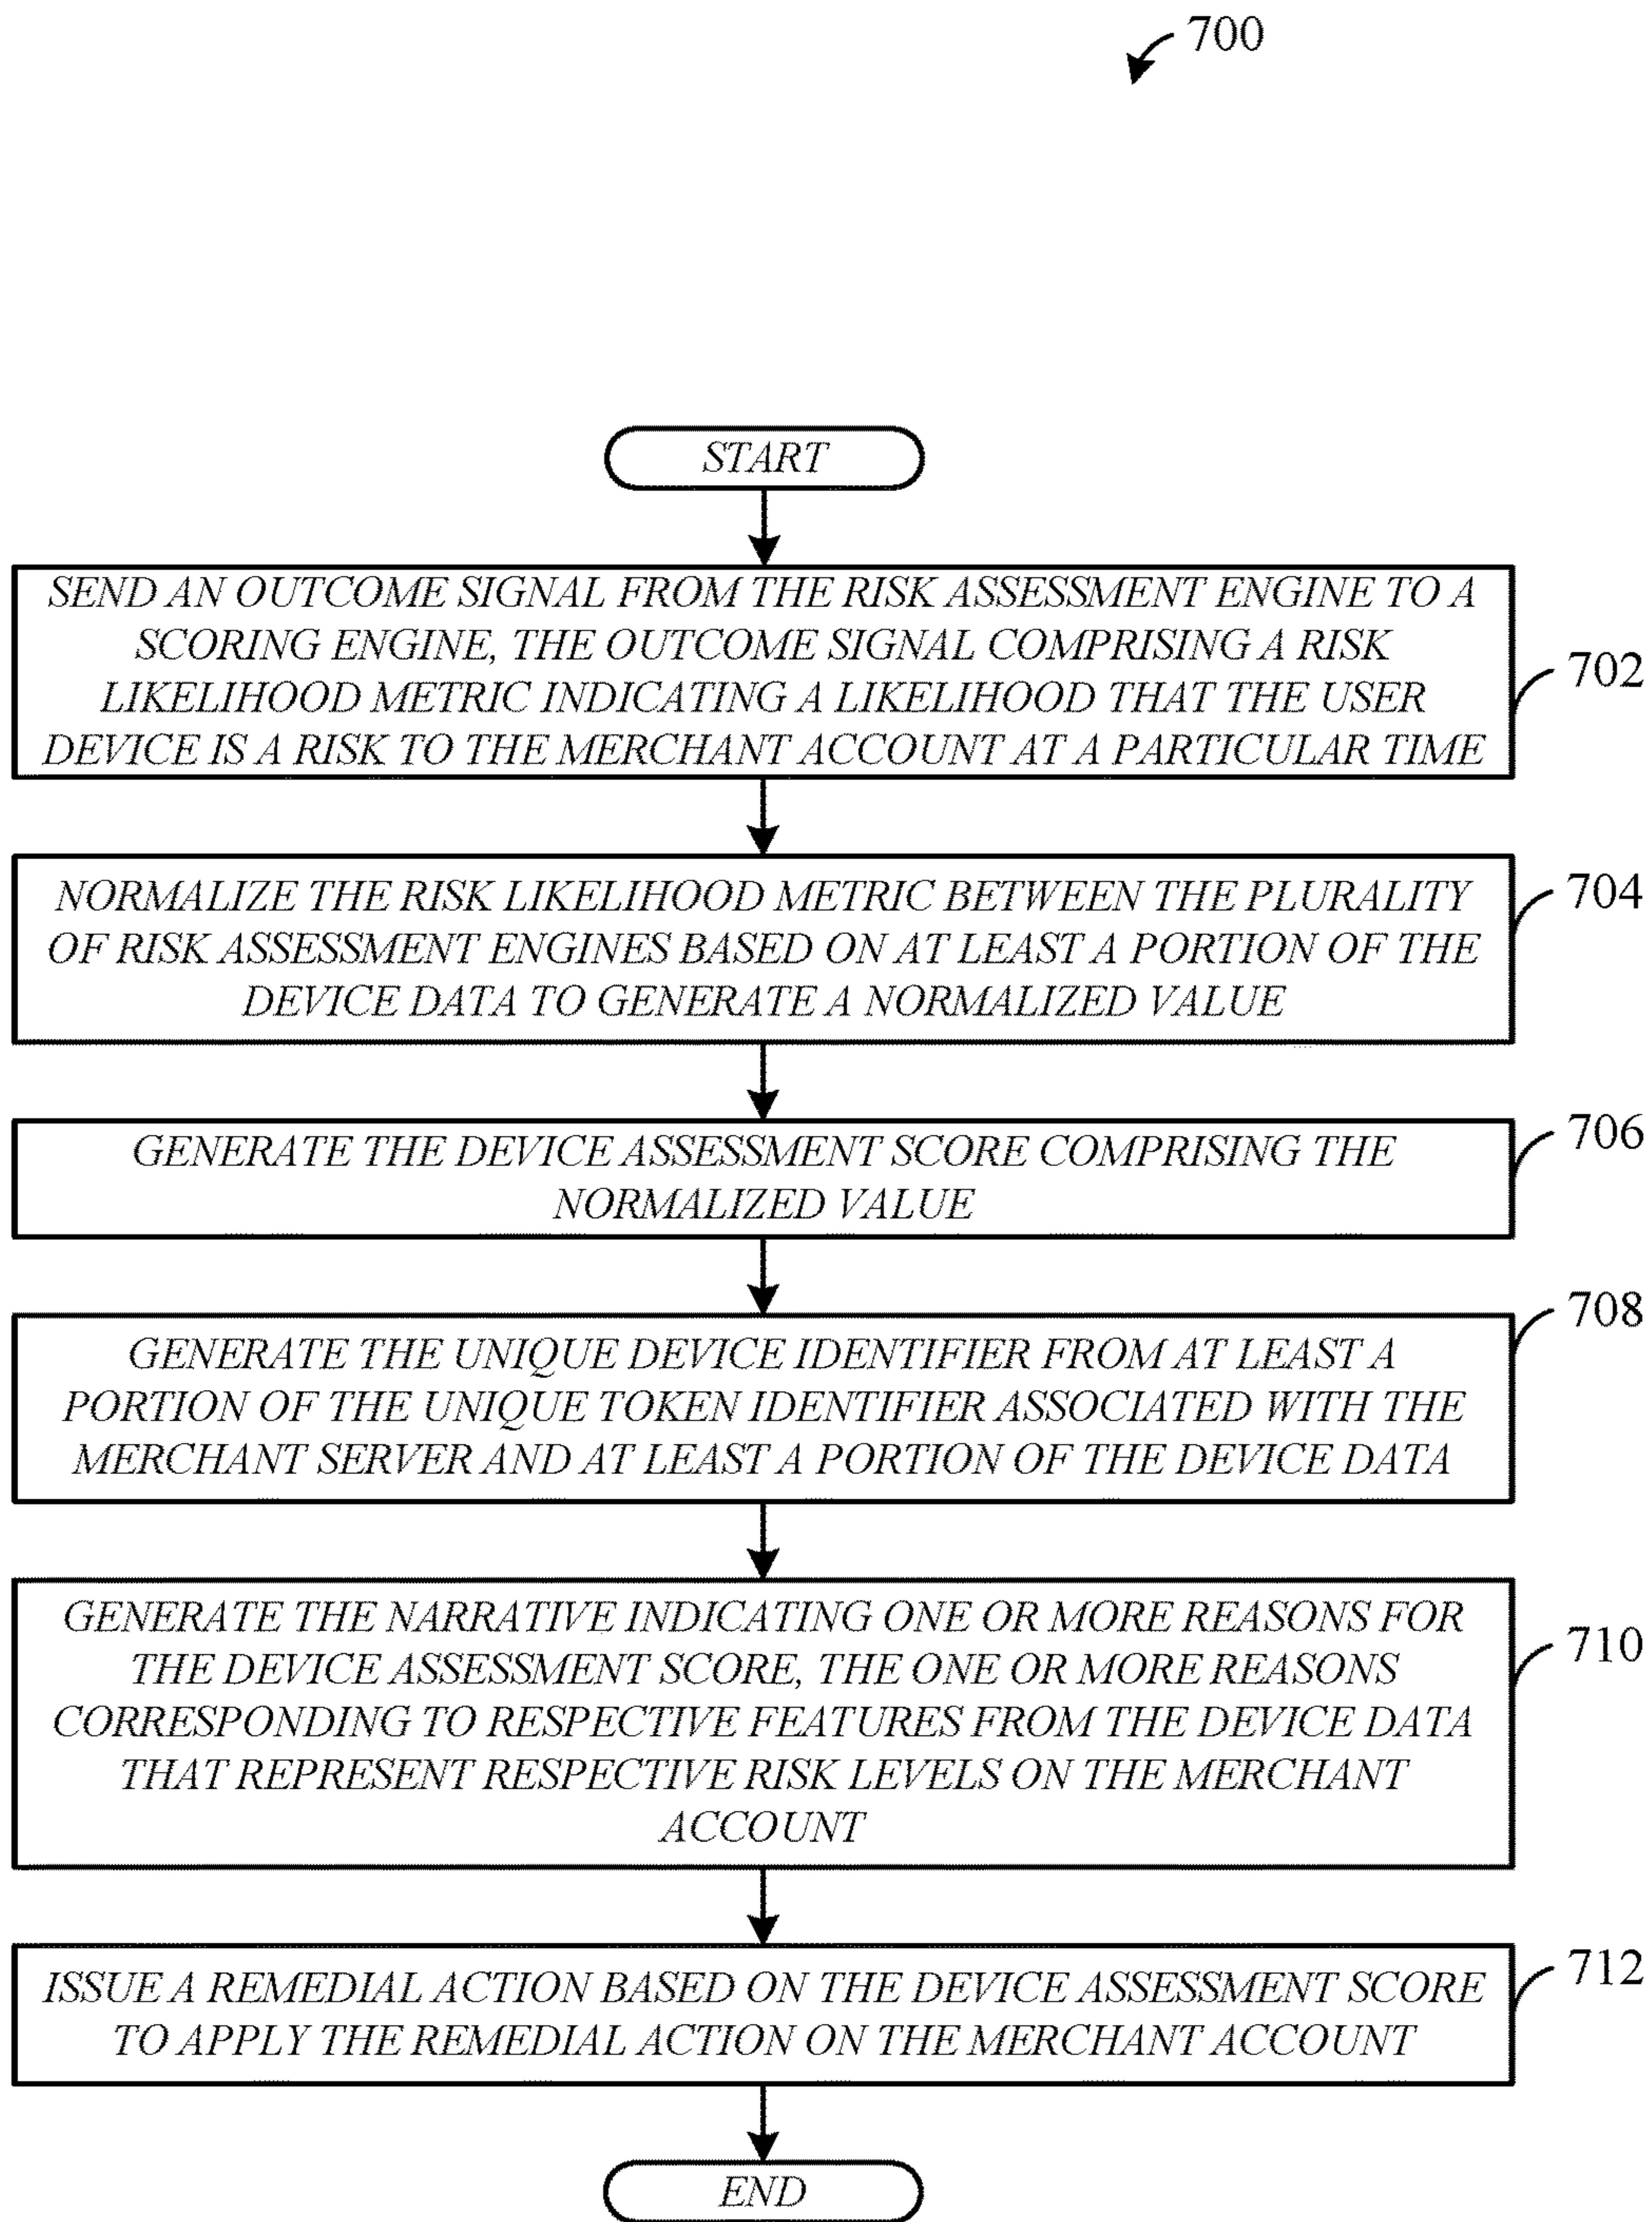 700
START
SEND AN OUTCOME SIGNAL FROM THE RISK ASSESSMENT ENGINE TO A
SCORING ENGINE, THE OUTCOME SIGNAL COMPRISING A RISK
LIKELIHOOD METRIC INDICATING A LIKELIHOOD THAT THE USER
DEVICE IS A RISK TO THE MERCHANT ACCOUNT AT A PARTICULAR TIME
702
NORMALIZE THE RISK LIKELIHOOD METRIC BETWEEN THE PLURALITY
OF RISK ASSESSMENT ENGINES BASED ON AT LEAST A PORTION OF THE
DEVICE DATA TO GENERATE A NORMALIZED VALUE
704
GENERATE THE DEVICE ASSESSMENT SCORE COMPRISING THE
NORMALIZED VALUE
706
GENERATE THE UNIQUE DEVICE IDENTIFIER FROM AT LEAST A
PORTION OF THE UNIQUE TOKEN IDENTIFIER ASSOCIATED WITH THE
MERCHANT SERVER AND AT LEAST A PORTION OF THE DEVICE DATA
708
GENERATE THE NARRATIVE INDICATING ONE OR MORE REASONS FOR
THE DEVICE ASSESSMENT SCORE, THE ONE OR MORE REASONS
CORRESPONDING TO RESPECTIVE FEATURES FROM THE DEVICE DATA
THAT REPRESENT RESPECTIVE RISK LEVELS ON THE MERCHANT
ACCOUNT
710
ISSUE A REMEDIAL ACTION BASED ON THE DEVICE ASSESSMENT SCORE
TO APPLY THE REMEDIAL ACTION ON THE MERCHANT ACCOUNT
712
END